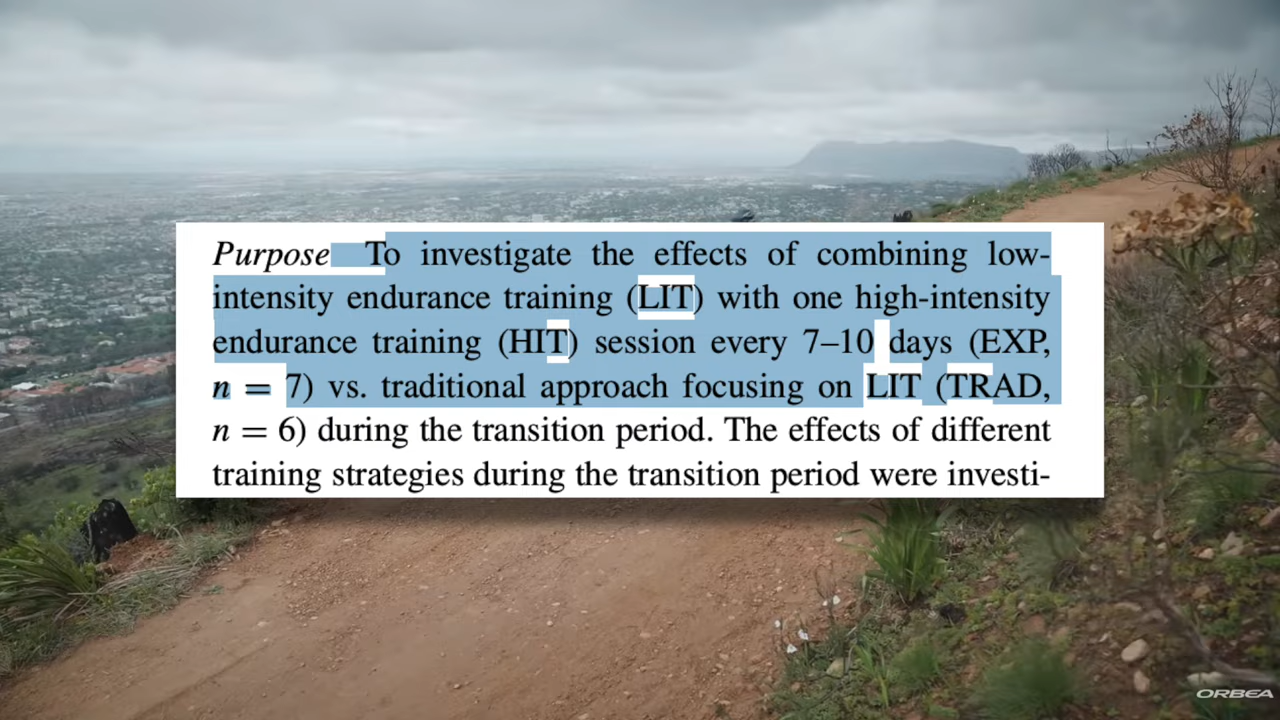 Purpose To investigate the effects of combining low-
intensity endurance training (LIT) with one high-intensity
endurance training (HIT) session every 7–10 days (EXP,
n = 7) vs. traditional approach focusing on LIT (TRAD,
n = 6) during the transition period. The effects of different
training strategies during the transition period were investi-
ORBEA